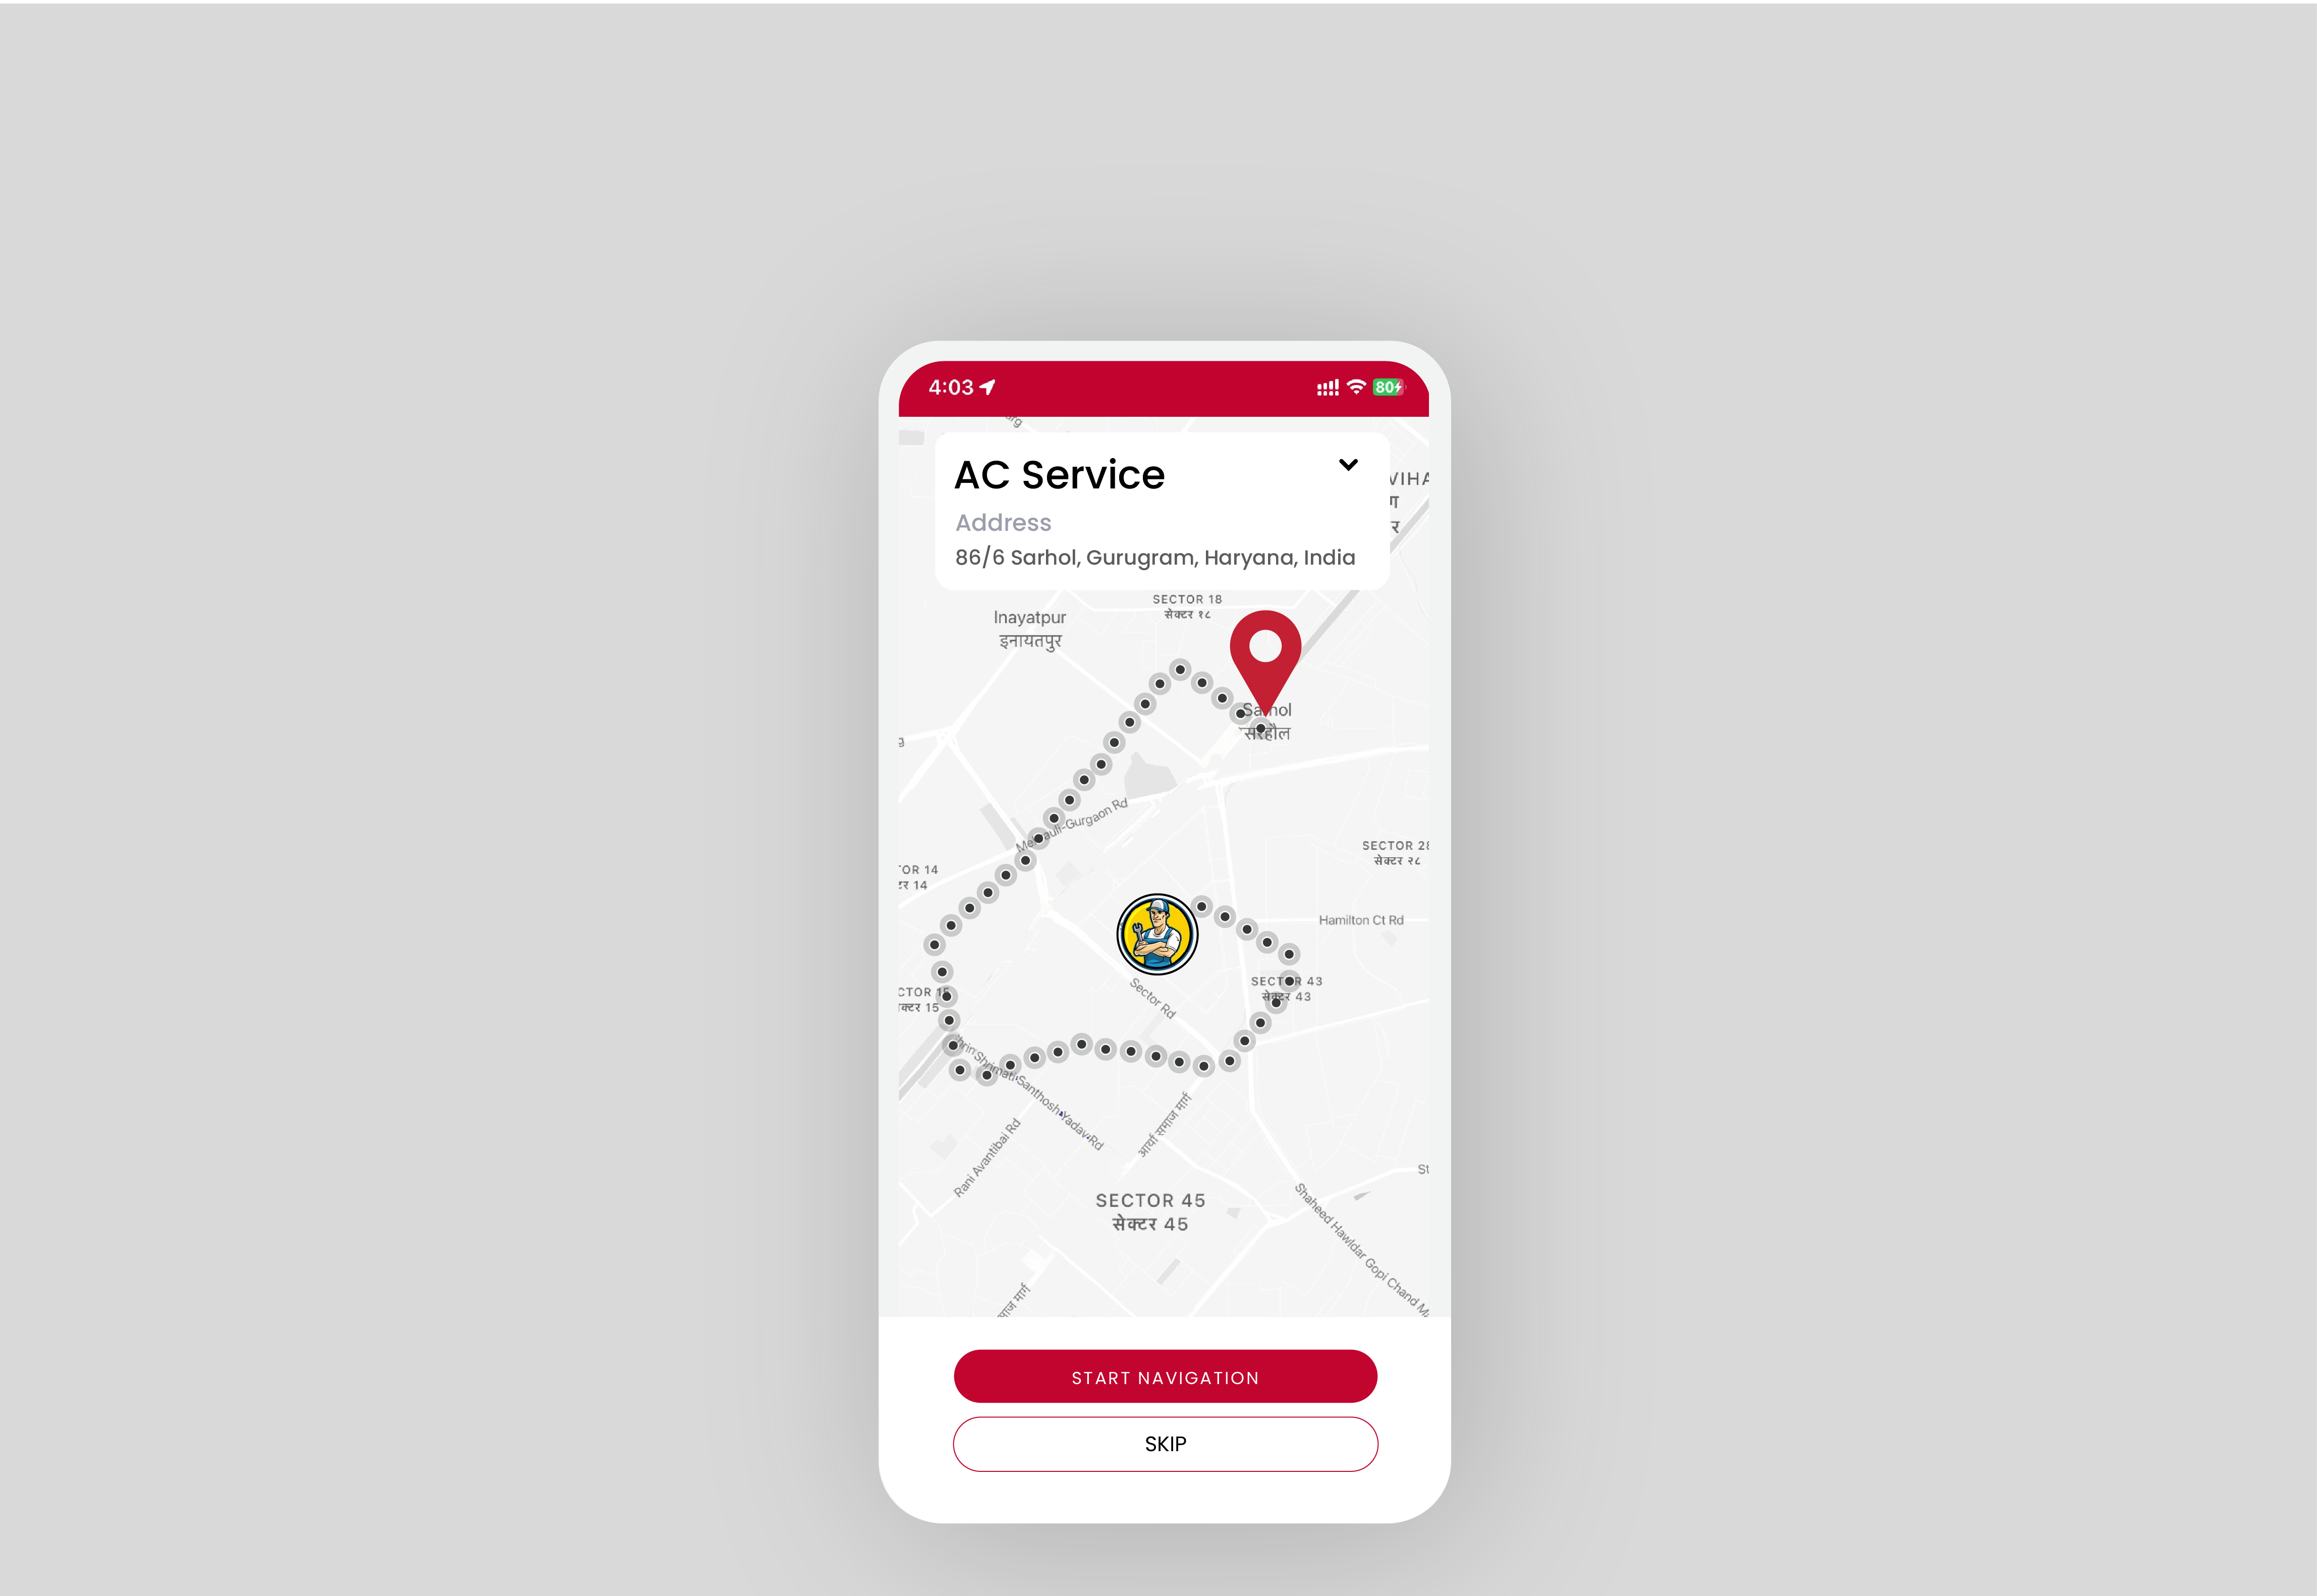 4:03
80
AC Service
Address
86/6 Sarhol, Gurugram, Haryana, India
SECTOR 18
सेक्टर १८
Inayatpur
इनायतपुर
सरहौल
Mehrauli-Gurgaon Rd
SECTOR 28
सेक्टर २८
TOR 14
14
Hamilton Ct Rd
SECTOR 43
सेक्टर 43
CTOR 15
क्टर 15
Sector Rd
Shrimati Santhosh Yadav Rd
Rani Avantibai Rd
आर्या समाज मार्ग
SECTOR 45
सेक्टर 45
Shaheed Hawldar Gopi Chand
मार्ग
START NAVIGATION
SKIP